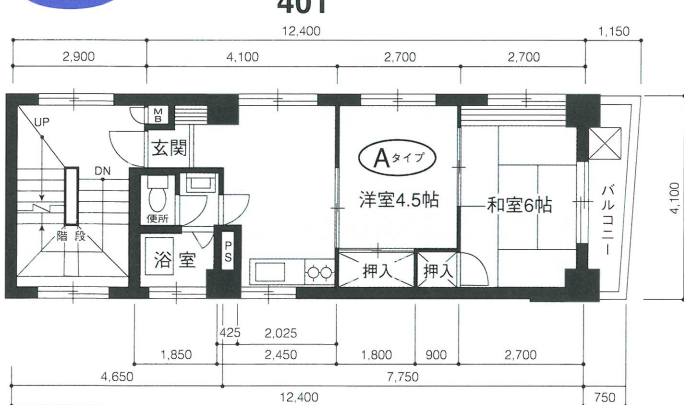 401
12,400
1,150
2,900
4,100
2,700
2,700
UP
DN
MB
玄関
Aタイプ
洋室4.5帖
和室6帖
バルコニー
4,100
便所
階段
浴室
PS
押入
押入
425
2,025
1,850
2,450
1,800
900
2,700
4,650
7,750
12,400
750